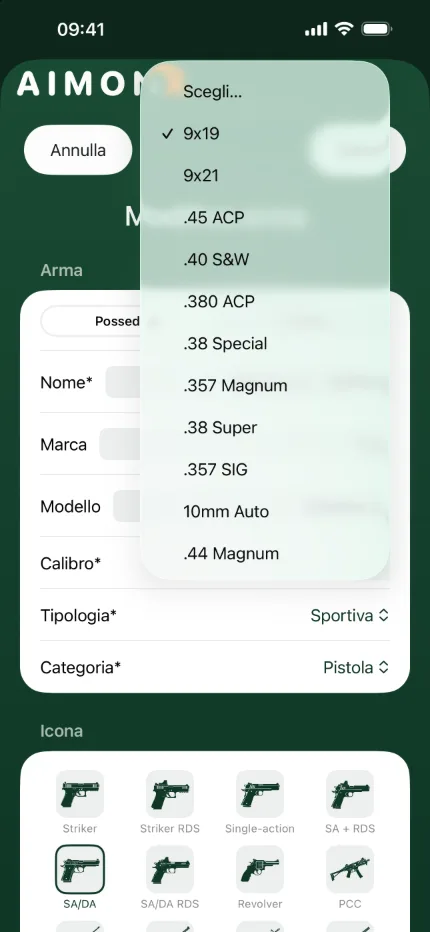 09:41
AIMON
Scegli...
✓ 9x19
Annulla
9x21
.45 ACP
.40 S&W
Arma
.380 ACP
.38 Special
Nome*
.357 Magnum
.38 Super
Marca
.357 SIG
Modello
10mm Auto
.44 Magnum
Calibro*
Tipologia*
Sportiva
Categoria*
Pistola
Icona
Striker
Striker RDS
Single-action
SA + RDS
SA/DA
SA/DA RDS
Revolver
PCC